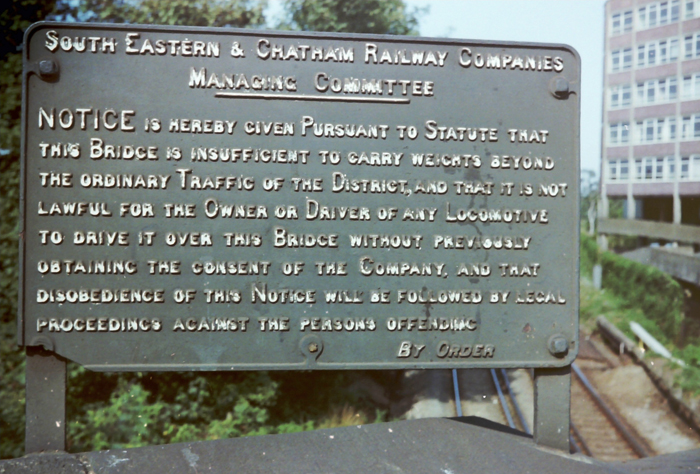 SOUTH EASTERN & CHATHAM RAILWAY COMPANIES
MANAGING COMMITTEE
NOTICE IS HEREBY GIVEN PURSUANT TO STATUTE THAT
THIS BRIDGE IS INSUFFICIENT TO CARRY WEIGHTS BEYOND
THE ORDINARY TRAFFIC OF THE DISTRICT, AND THAT IT IS NOT
LAWFUL FOR THE OWNER OR DRIVER OF ANY LOCOMOTIVE
TO DRIVE IT OVER THIS BRIDGE WITHOUT PREVIOUSLY
OBTAINING THE CONSENT OF THE COMPANY, AND THAT
DISOBEDIENCE OF THIS NOTICE WILL BE FOLLOWED BY LEGAL
PROCEEDINGS AGAINST THE PERSONS OFFENDING
BY ORDER